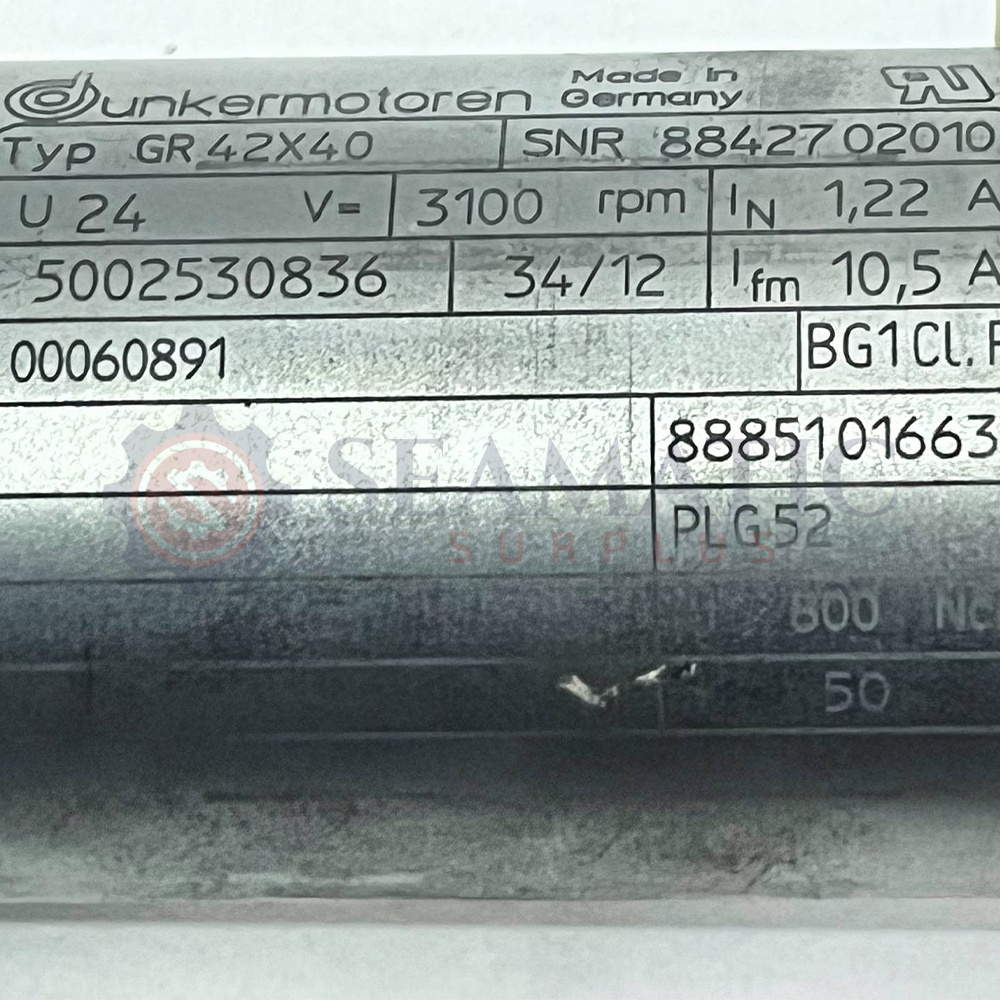 dunkermotoren Made in Germany
Typ GR 42X40 SNR 88427 02010
U 24 V= 3100 rpm IN 1,22 A
5002530836 34/12 Ifm 10,5 A
00060891 BG1 CL. F
8885101663
SEAMATIC
PLG52
SURPLUS
800 Nc
50